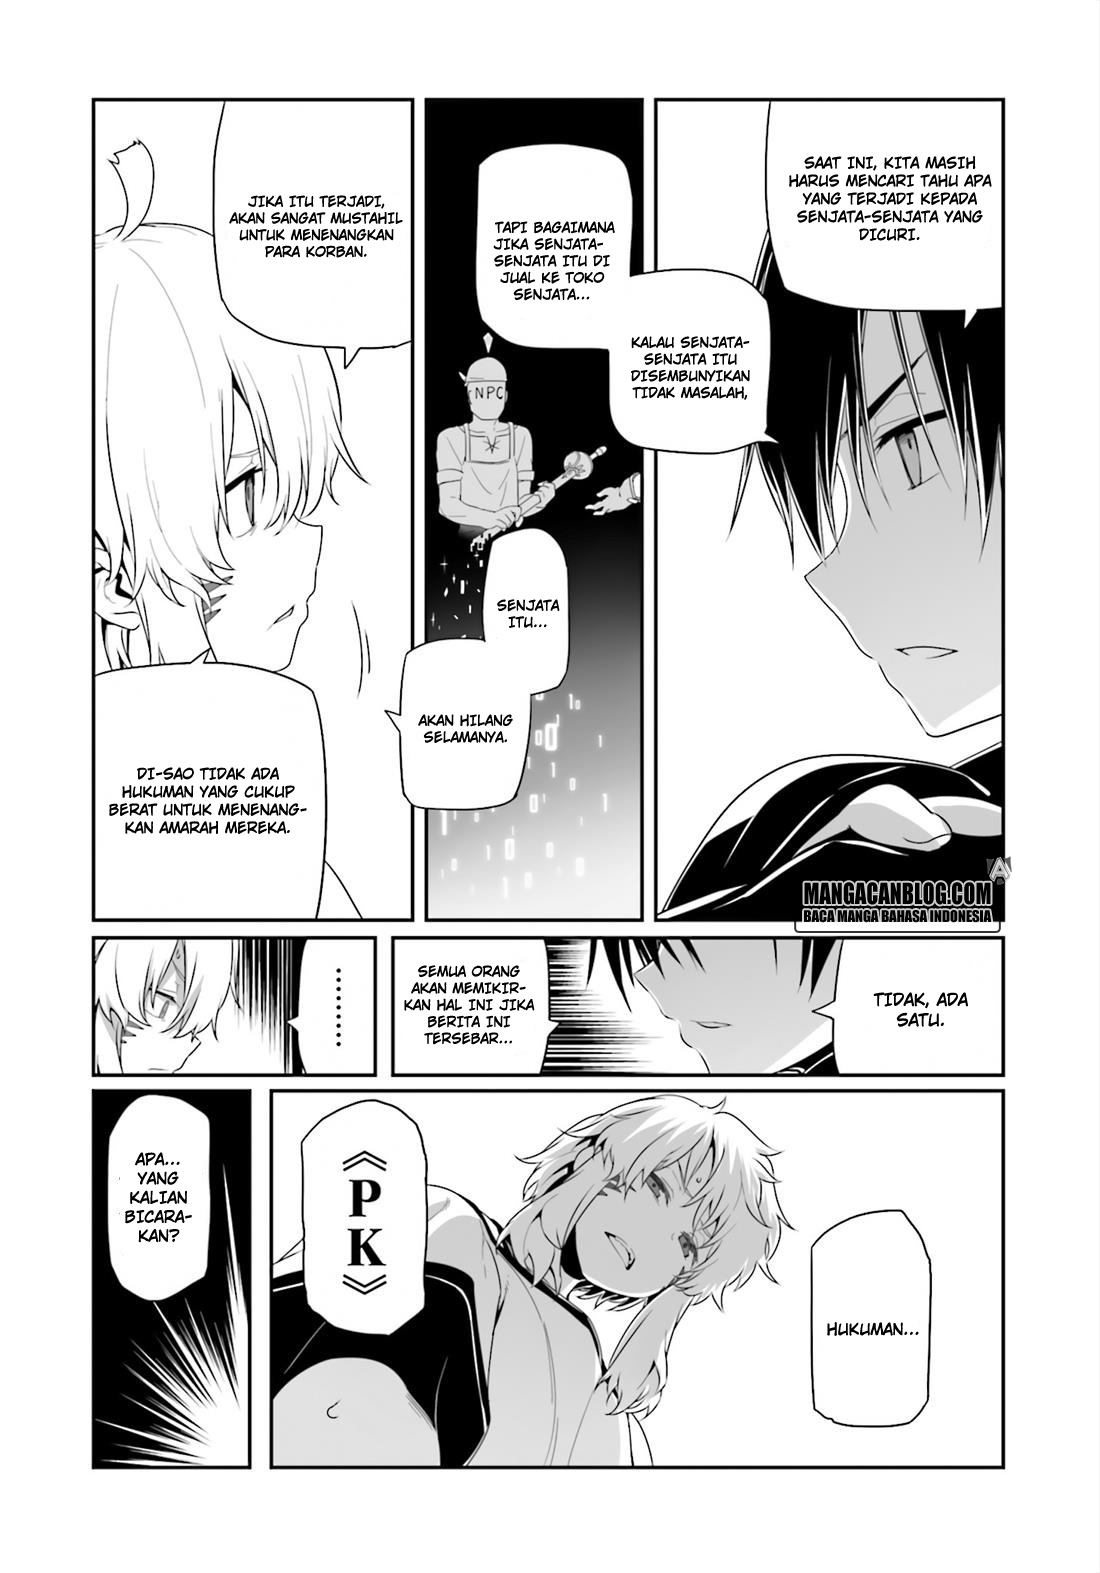 SAAT INI, KITA MASIH
HARUS MENCARI TAHU APA
YANG TERJADI KEPADA
SENJATA-SENJATA YANG
DICURI.
KALAU SENJATA-
SENJATA ITU
DISEMBUNYIKAN
TIDAK MASALAH,
TAPI BAGAIMANA
JIKA SENJATA-
SENJATA ITU DI
JUAL KE TOKO
SENJATA...
NPC
SENJATA
ITU...
AKAN HILANG
SELAMANYA.
JIKA ITU TERJADI,
AKAN SANGAT MUSTAHIL
UNTUK MENENANGKAN
PARA KORBAN.
DI-SAO TIDAK ADA
HUKUMAN YANG CUKUP
BERAT UNTUK MENENANG-
KAN AMARAH MEREKA.
MANGACANBLOG.COM
BACA MANGA BAHASA INDONESIA
TIDAK, ADA
SATU.
SEMUA ORANG
AKAN MEMIKIR-
KAN HAL INI JIKA
BERITA INI
TERSEBAR...
.........
HUKUMAN...
《PK》
APA...
YANG
KALIAN
BICARA-
KAN?